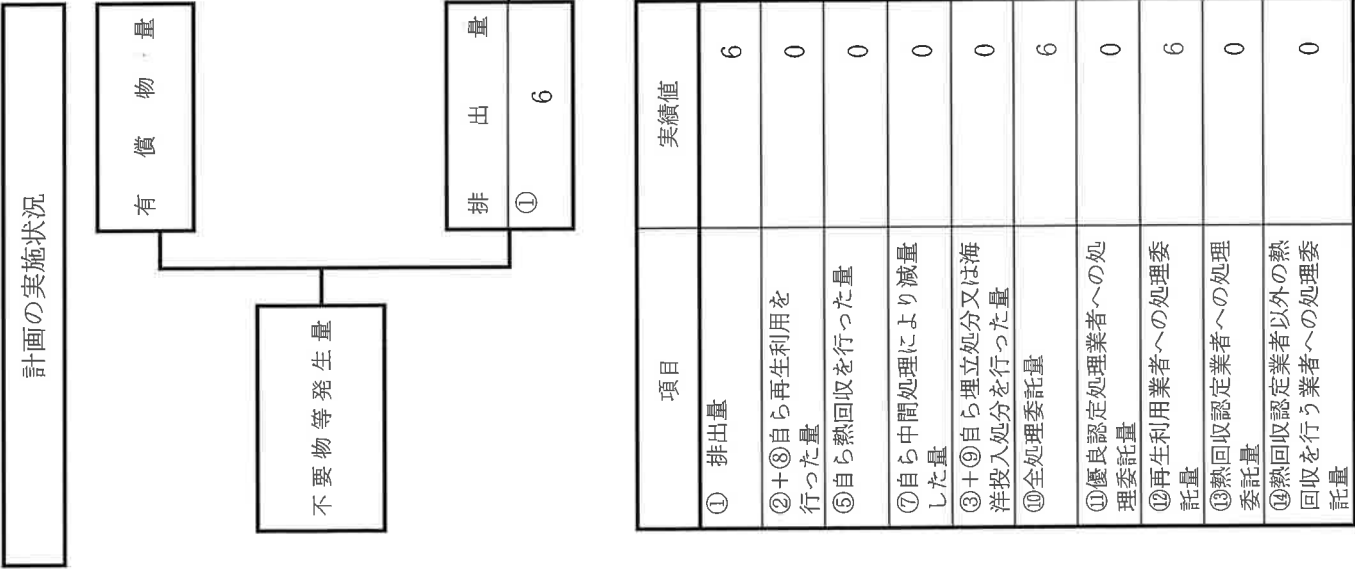 計画の実施状況
有償物量
不要物等発生量
排出量
①
6
項目
実績値
① 排出量
6
②+⑧自ら再生利用を
行った量
0
⑤自ら熱回収を行った量
0
⑦自ら中間処理により減量
した量
0
③+⑨自ら埋立処分又は海
洋投入処分を行った量
0
⑩全処理委託量
6
⑪優良認定処理業者への処
理委託量
0
⑫再生利用業者への処理委
託量
6
⑬熱回収認定業者への処理
委託量
0
⑭熱回収認定業者以外の熱
回収を行う業者への処理委
託量
0